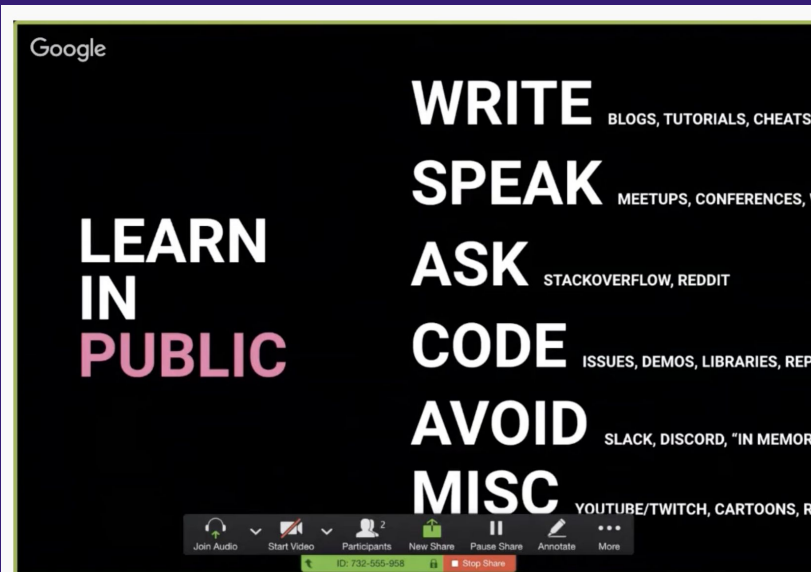 Google
LEARN
IN
PUBLIC
WRITE BLOGS, TUTORIALS, CHEATS
SPEAK MEETUPS, CONFERENCES,
ASK STACKOVERFLOW, REDDIT
CODE ISSUES, DEMOS, LIBRARIES, REP
AVOID SLACK, DISCORD, “IN MEMOR
MISC YOUTUBE/TWITCH, CARTOONS, R
2
Join Audio Start Video Participants New Share Pause Share Annotate More
ID: 732-555-958 Stop Share